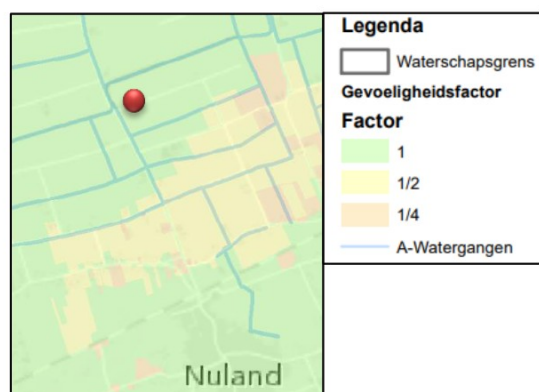 Legenda
Waterschapsgrens
Gevoeligheidsfactor
Factor
1
1/2
1/4
A-Watergangen
Nuland